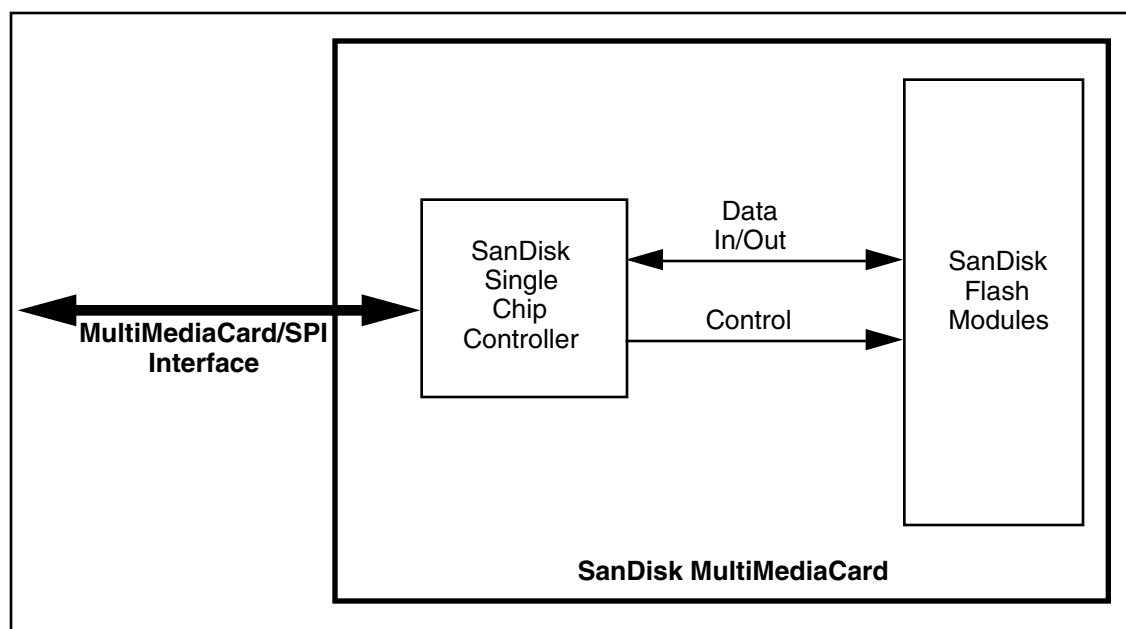 MultiMediaCard/SPI
Interface
SanDisk
Single
Chip
Controller
Data
In/Out
Control
SanDisk
Flash
Modules
SanDisk MultiMediaCard